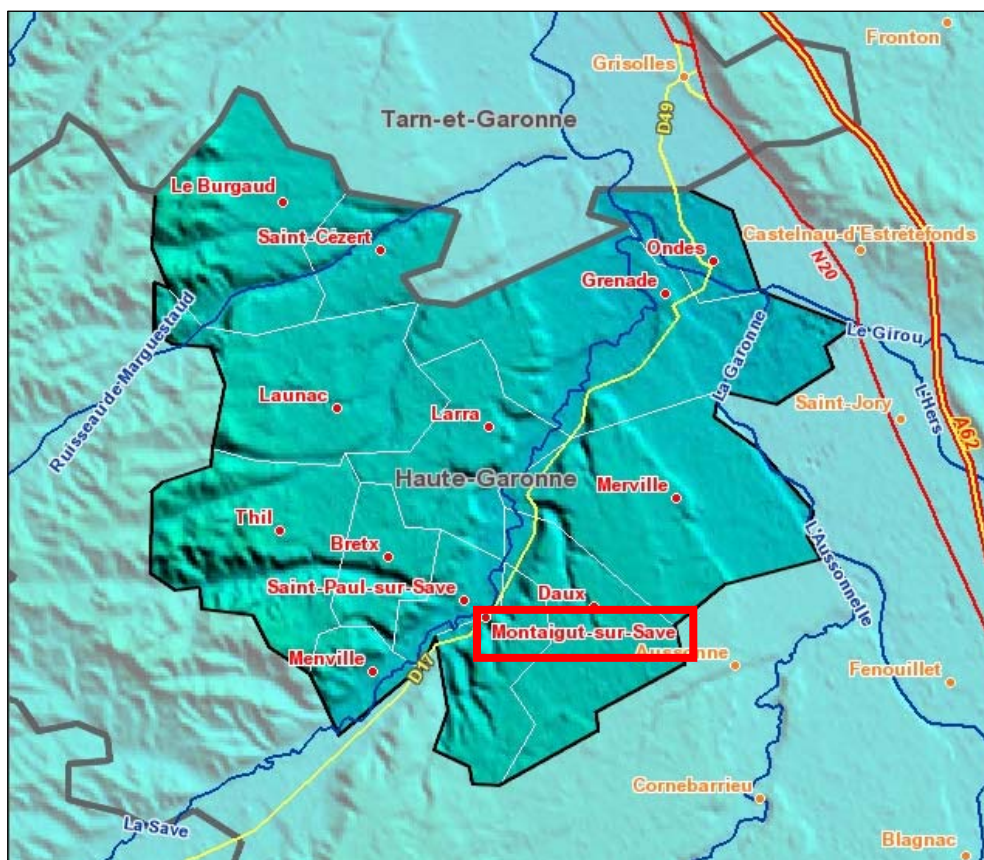 Fronton
Grisolles
Tarn-et-Garonne
D49
Le Burgaud
Saint-Cézert
Ondes
Castelnau-d'Estrétefonds
N20
Grenade
Ruisseau de Marguestaud
La Garonne
Le Girou
L'Hers
Launac
Larra
Saint-Jory
A62
Haute-Garonne
Merville
Thil
Bretx
L'Aussonnelle
Saint-Paul-sur-Save
Daux
Montaigut-sur-Save
Aussonne
Menville
D17
Fenouillet
Cornebarrieu
La Save
Blagnac